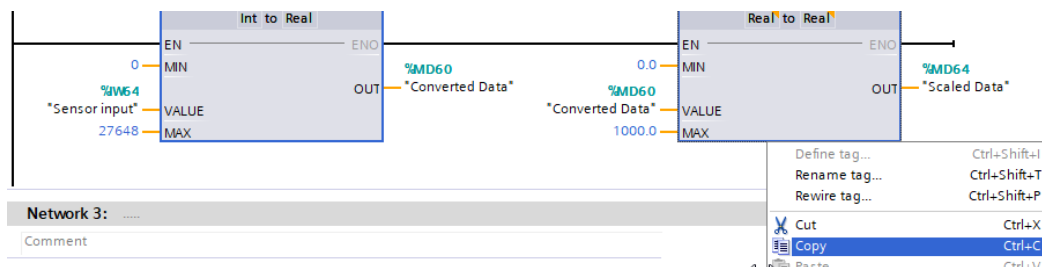 Int to Real
Real to Real
EN ENO EN ENO
0 MIN 0.0 MIN
%MD60 %MD64
%IW64 OUT "Converted Data" %MD60 OUT "Scaled Data"
"Sensor input" VALUE "Converted Data" VALUE
27648 MAX 1000.0 MAX
Define tag... Ctrl+Shift+I
Rename tag... Ctrl+Shift+T
Rewire tag... Ctrl+Shift+P
Network 3: .....
Cut Ctrl+X
Comment
Copy Ctrl+C
Paste Ctrl+V